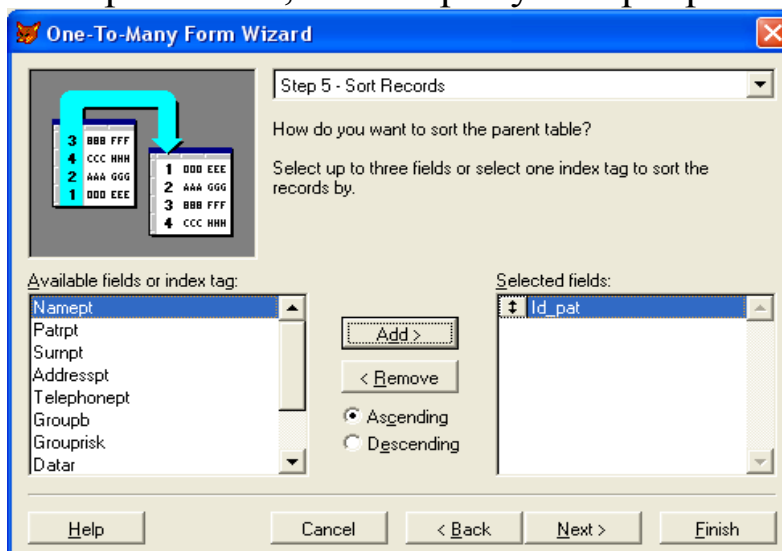 One-To-Many Form Wizard
Step 5 - Sort Records
How do you want to sort the parent table?
Select up to three fields or select one index tag to sort the
records by.
3 BBB FFF
4 CCC HHH
2 AAA GGG
1 DDD EEE
1 DDD EEE
2 AAA GGG
3 BBB FFF
4 CCC HHH
Available fields or index tag:
Namept
Patrpt
Surnpt
Addresspt
Telephonept
Groupb
Grouprisk
Datar
Add >
< Remove
Ascending
Descending
Selected fields:
Id_pat
Help
Cancel
< Back
Next >
Finish